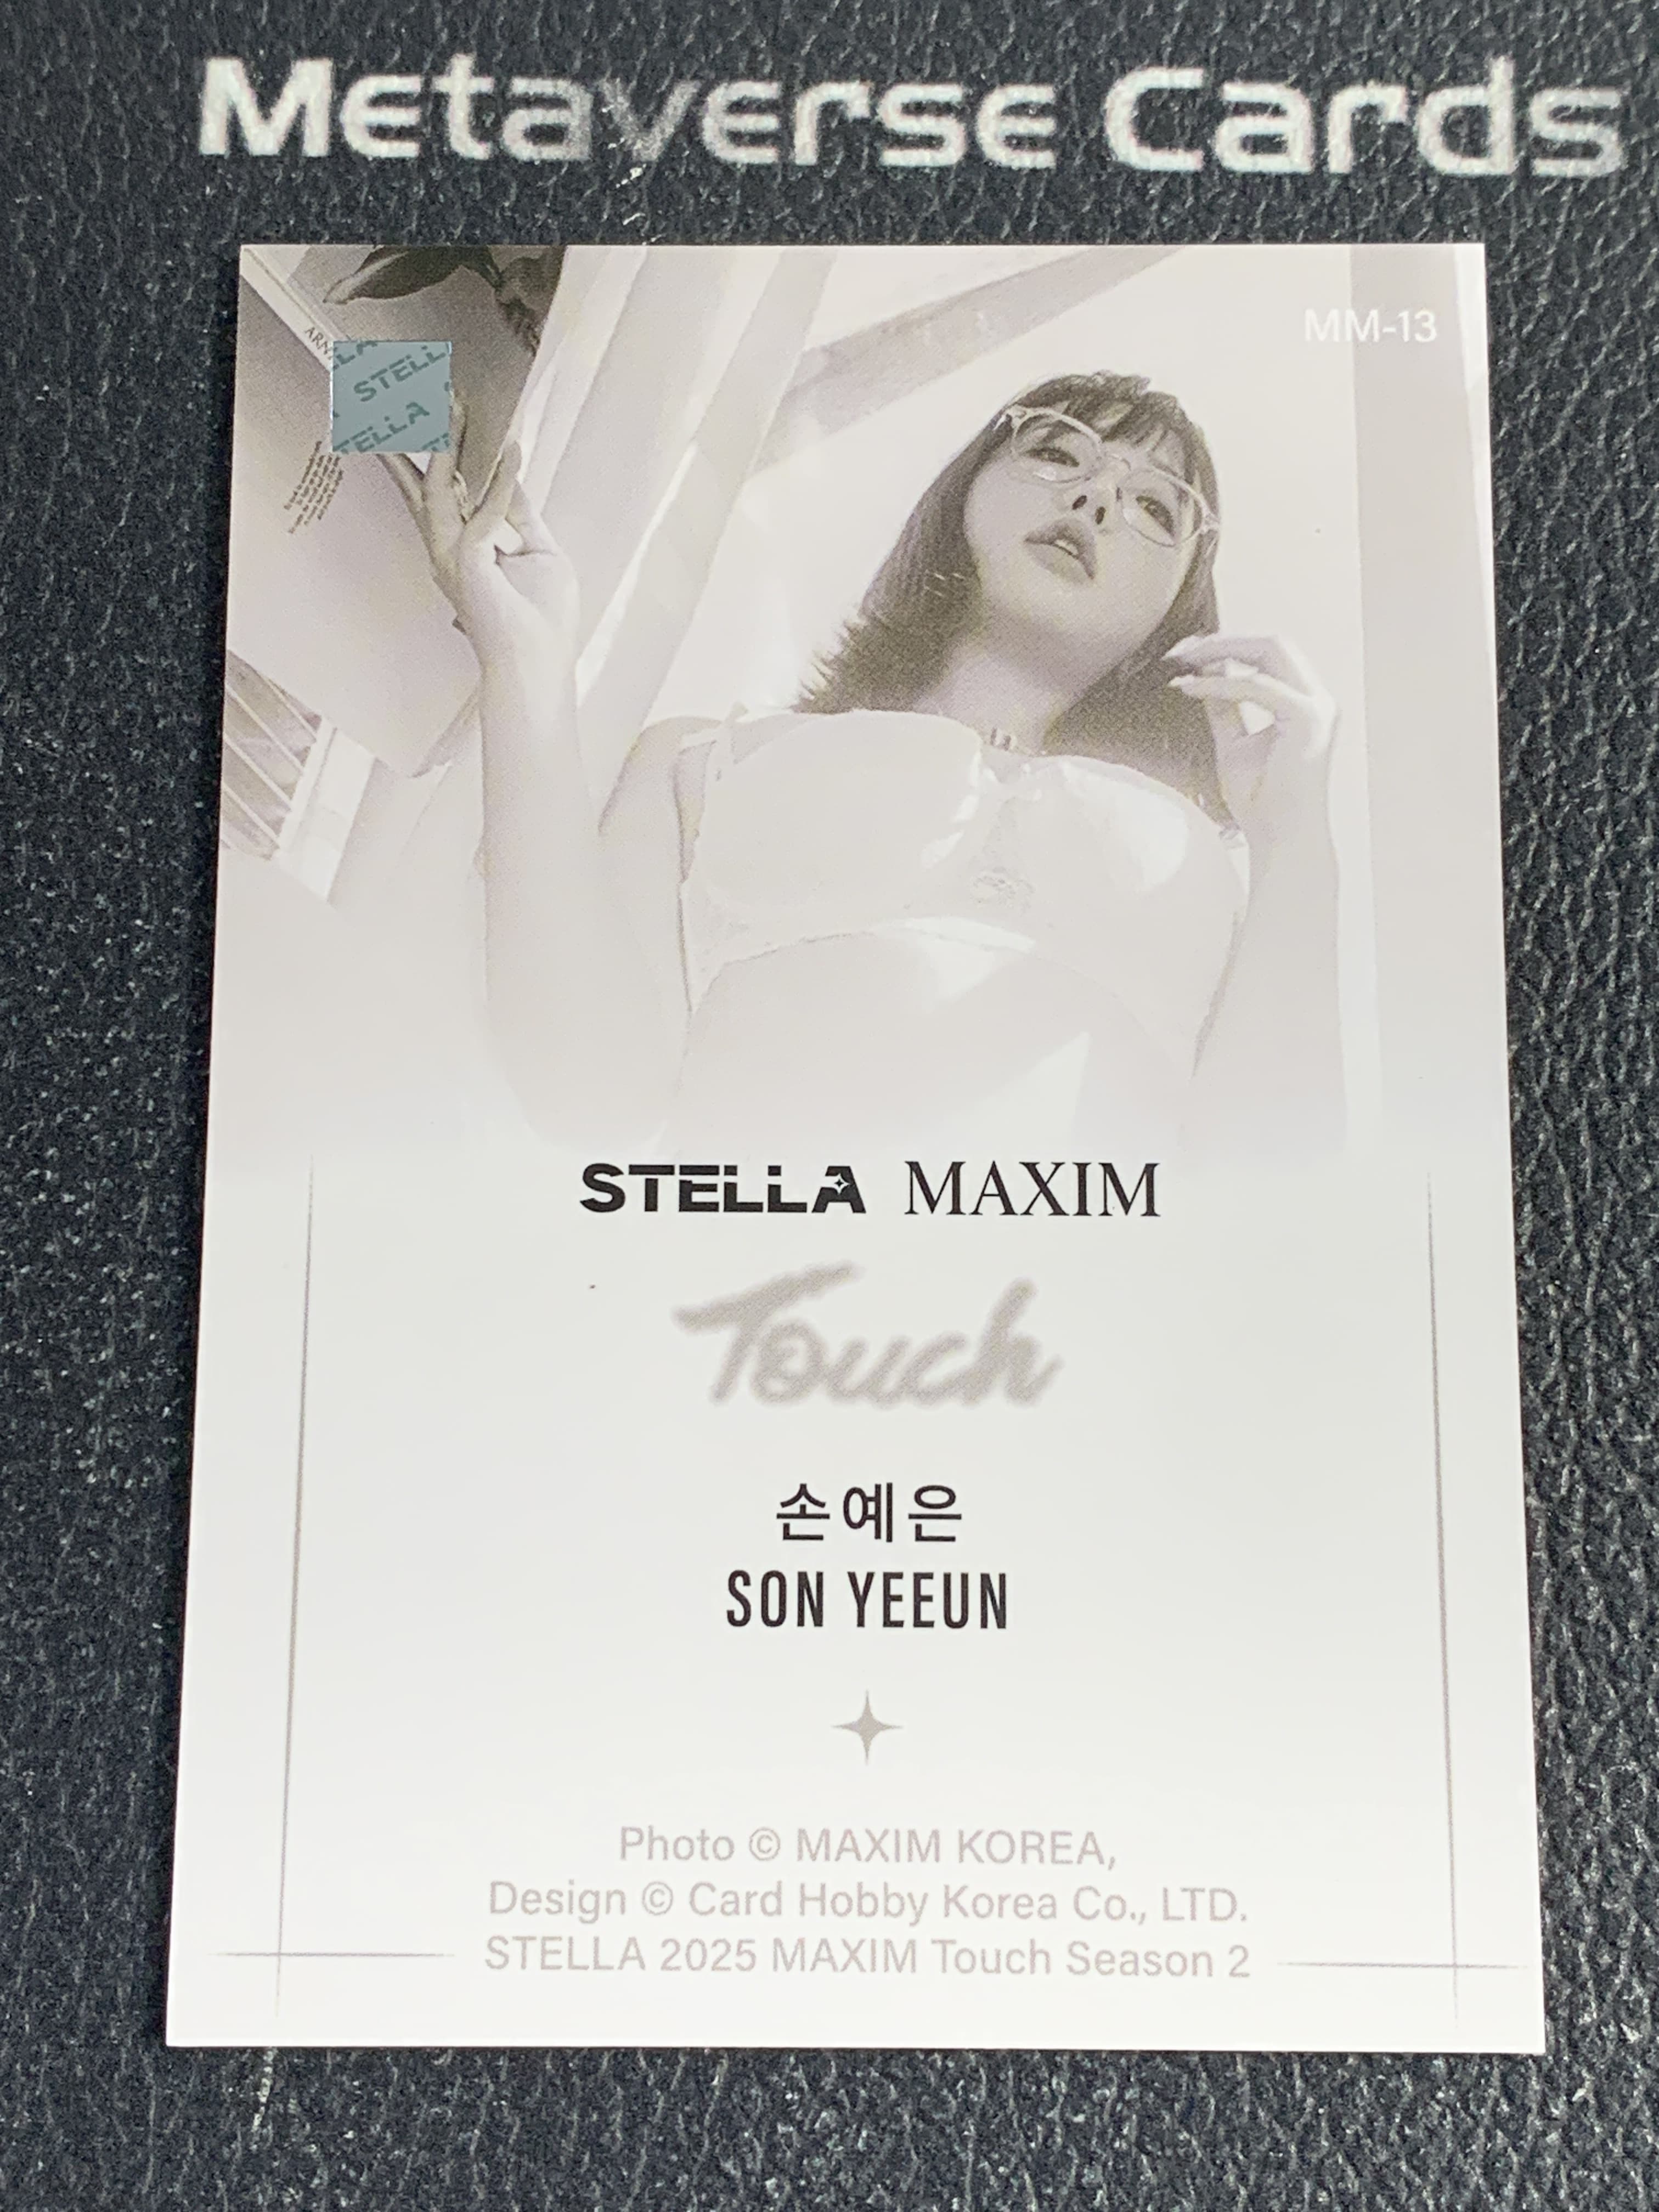 Metaverse Cards
MM-13
STELLA
STELLA MAXIM
Touch
손예은
SON YEEUN
Photo © MAXIM KOREA,
Design © Card Hobby Korea Co., LTD.
STELLA 2025 MAXIM Touch Season 2